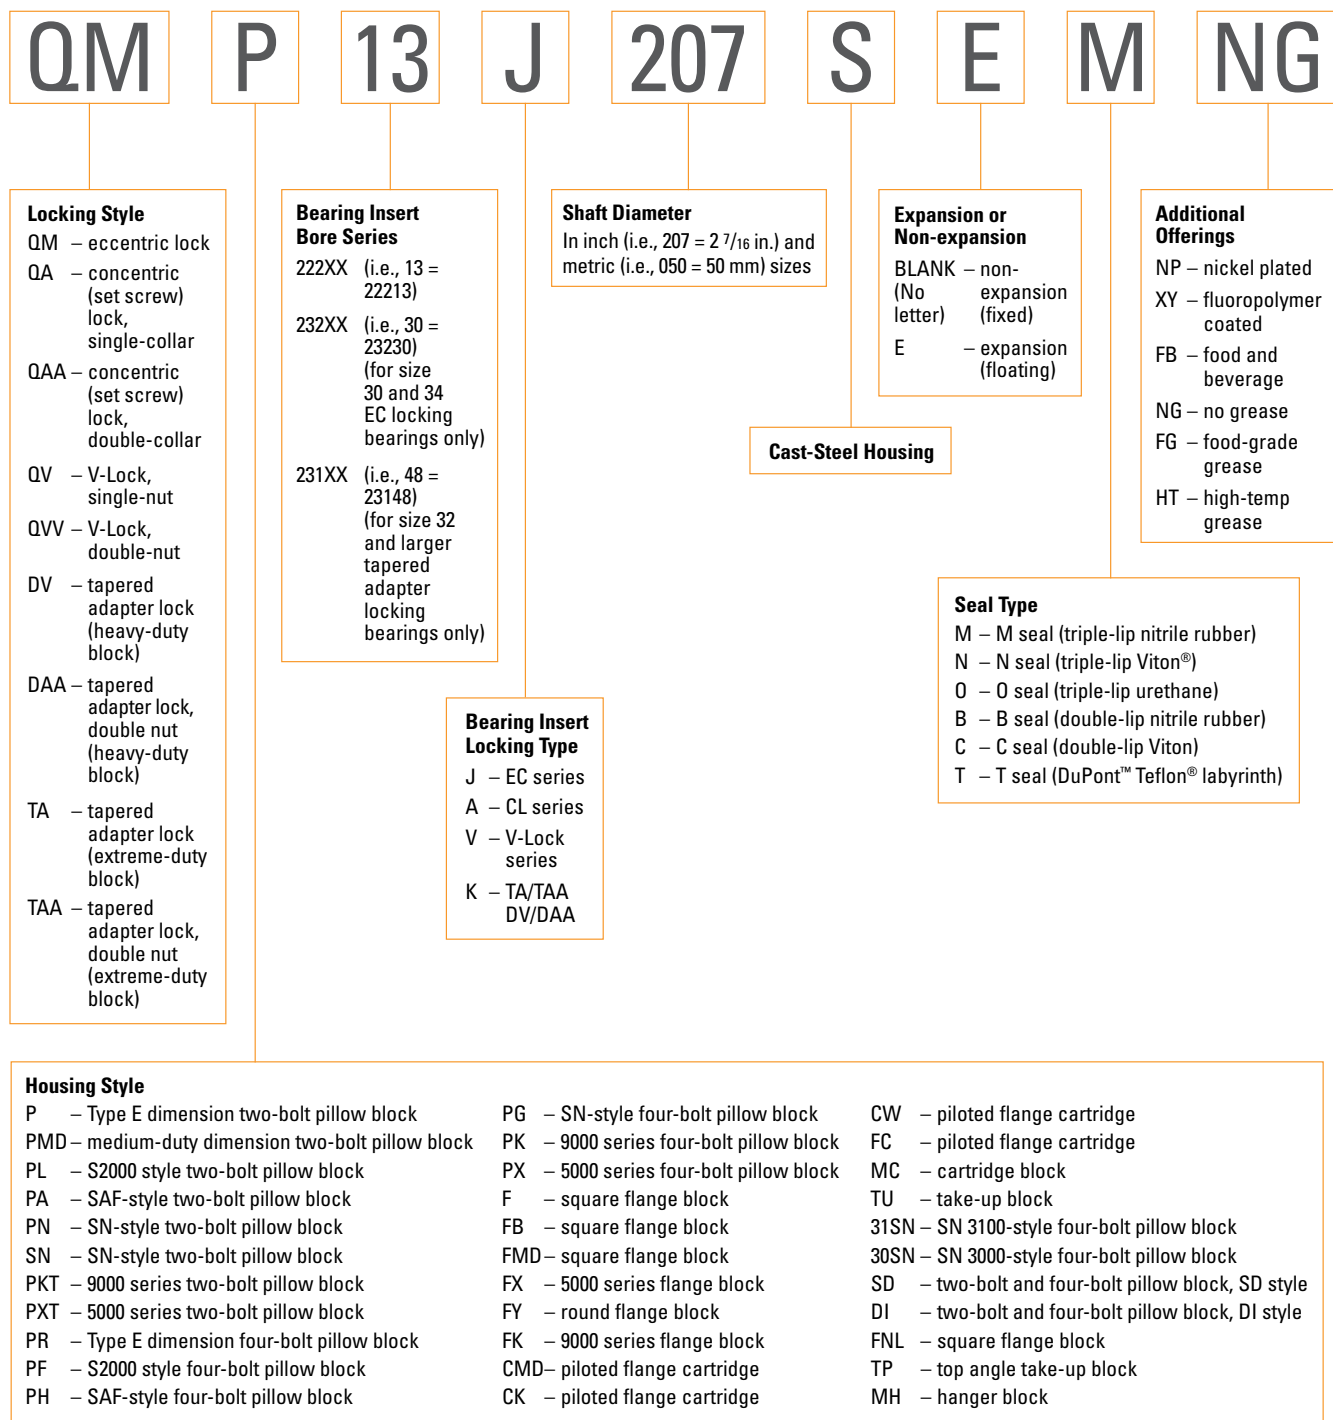 QM P 13 J 207 S E M NG
Locking Style
QM – eccentric lock
QA – concentric
(set screw)
lock,
single-collar
QAA – concentric
(set screw)
lock,
double-collar
QV – V-Lock,
single-nut
QVV – V-Lock,
double-nut
DV – tapered
adapter lock
(heavy-duty
block)
DAA – tapered
adapter lock,
double nut
(heavy-duty
block)
TA – tapered
adapter lock
(extreme-duty
block)
TAA – tapered
adapter lock,
double nut
(extreme-duty
block)
Bearing Insert
Bore Series
222XX (i.e., 13 =
22213)
232XX (i.e., 30 =
23230)
(for size
30 and 34
EC locking
bearings only)
231XX (i.e., 48 =
23148)
(for size 32
and larger
tapered
adapter
locking
bearings only)
Bearing Insert
Locking Type
J – EC series
A – CL series
V – V-Lock
series
K – TA/TAA
DV/DAA
Shaft Diameter
In inch (i.e., 207 = 2 7/16 in.) and
metric (i.e., 050 = 50 mm) sizes
Cast-Steel Housing
Expansion or
Non-expansion
BLANK – non-
(No expansion
letter) (fixed)
E – expansion
(floating)
Seal Type
M – M seal (triple-lip nitrile rubber)
N – N seal (triple-lip Viton®)
O – O seal (triple-lip urethane)
B – B seal (double-lip nitrile rubber)
C – C seal (double-lip Viton)
T – T seal (DuPont™ Teflon® labyrinth)
Additional
Offerings
NP – nickel plated
XY – fluoropolymer
coated
FB – food and
beverage
NG – no grease
FG – food-grade
grease
HT – high-temp
grease
Housing Style
P – Type E dimension two-bolt pillow block
PMD – medium-duty dimension two-bolt pillow block
PL – S2000 style two-bolt pillow block
PA – SAF-style two-bolt pillow block
PN – SN-style two-bolt pillow block
SN – SN-style two-bolt pillow block
PKT – 9000 series two-bolt pillow block
PXT – 5000 series two-bolt pillow block
PR – Type E dimension four-bolt pillow block
PF – S2000 style four-bolt pillow block
PH – SAF-style four-bolt pillow block
PG – SN-style four-bolt pillow block
PK – 9000 series four-bolt pillow block
PX – 5000 series four-bolt pillow block
F – square flange block
FB – square flange block
FMD – square flange block
FX – 5000 series flange block
FY – round flange block
FK – 9000 series flange block
CMD – piloted flange cartridge
CK – piloted flange cartridge
CW – piloted flange cartridge
FC – piloted flange cartridge
MC – cartridge block
TU – take-up block
31SN – SN 3100-style four-bolt pillow block
30SN – SN 3000-style four-bolt pillow block
SD – two-bolt and four-bolt pillow block, SD style
DI – two-bolt and four-bolt pillow block, DI style
FNL – square flange block
TP – top angle take-up block
MH – hanger block